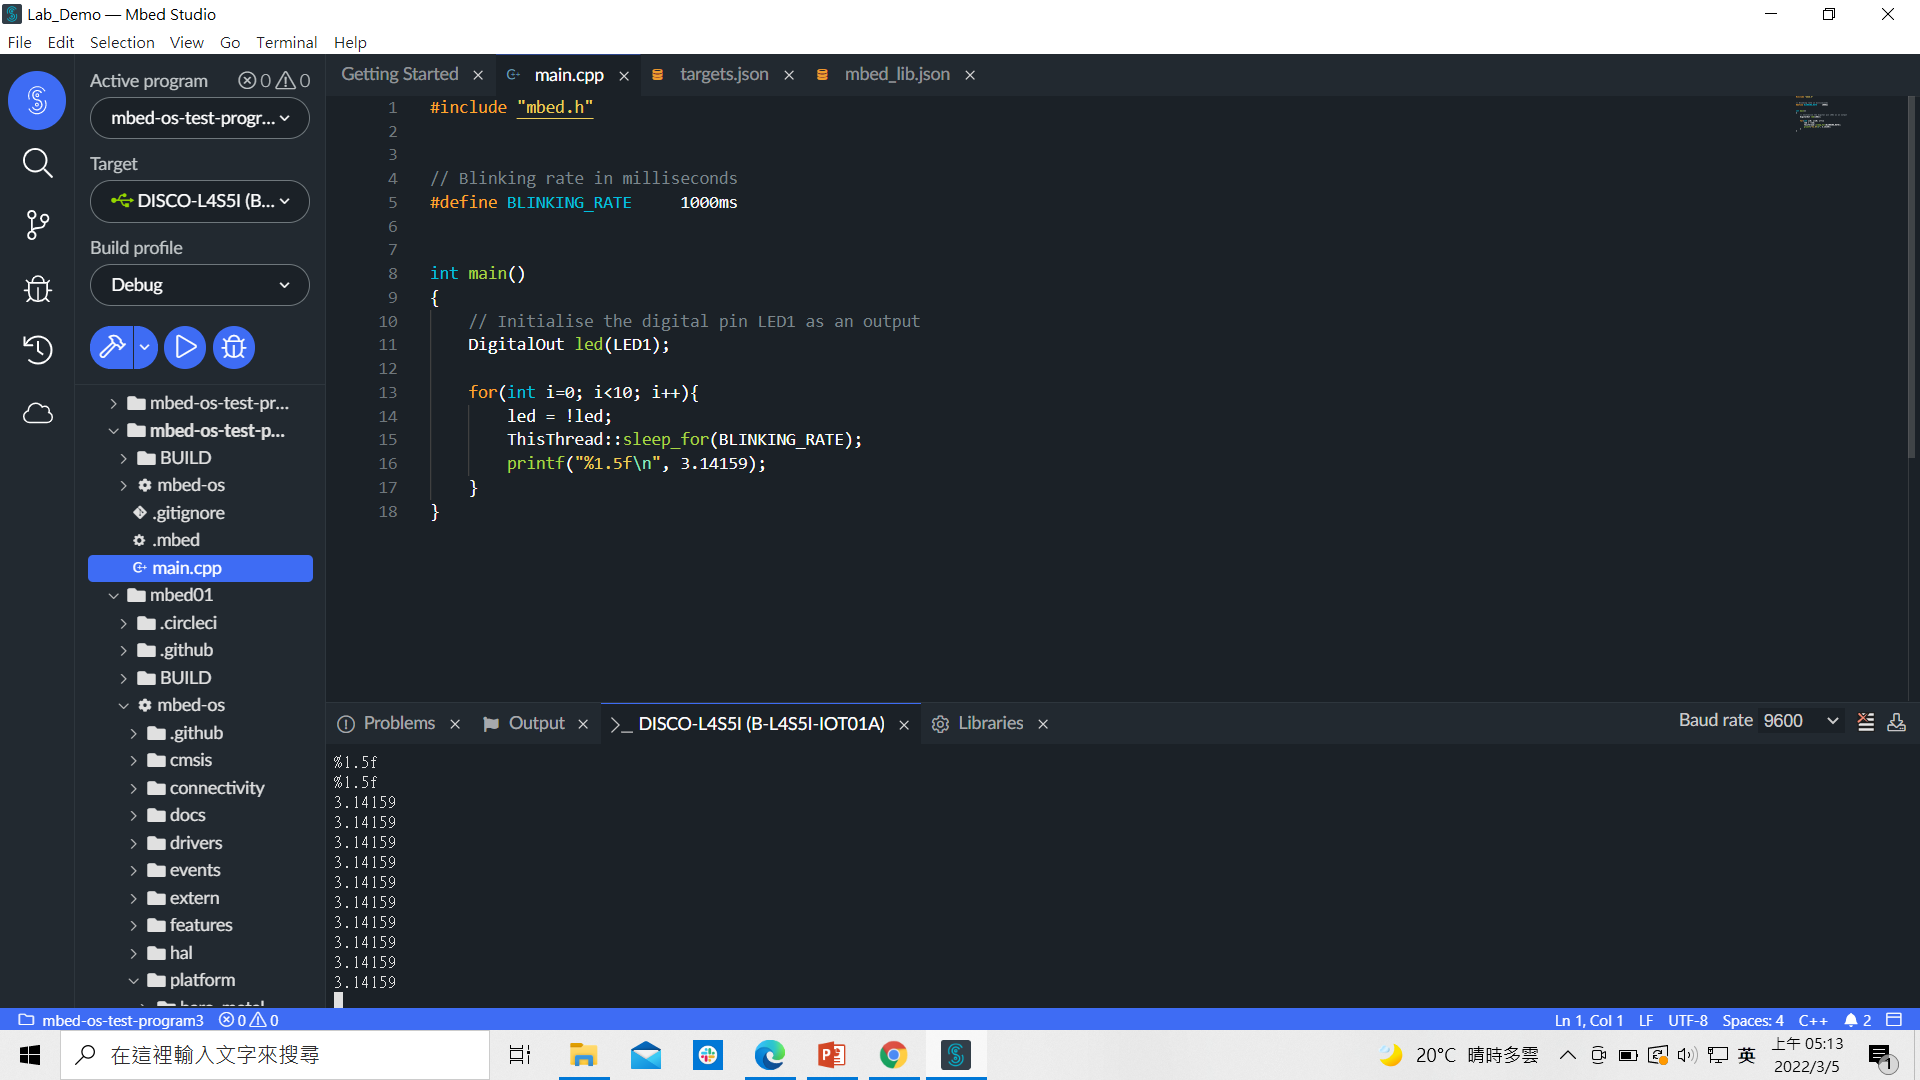 Lab_Demo — Mbed Studio
File Edit Selection View Go Terminal Help
Active program 0 0
mbed-os-test-progr...
Target
DISCO-L4S5I (B...
Build profile
Debug
mbed-os-test-pr...
mbed-os-test-p...
BUILD
mbed-os
.gitignore
.mbed
main.cpp
mbed01
.circleci
.github
BUILD
mbed-os
.github
cmsis
connectivity
docs
drivers
events
extern
features
hal
platform
Getting Started main.cpp targets.json mbed_lib.json
1 #include "mbed.h"
2
3
4 // Blinking rate in milliseconds
5 #define BLINKING_RATE     1000ms
6
7
8 int main()
9 {
10     // Initialise the digital pin LED1 as an output
11     DigitalOut led(LED1);
12
13     for(int i=0; i<10; i++){
14         led = !led;
15         ThisThread::sleep_for(BLINKING_RATE);
16         printf("%1.5f\n", 3.14159);
17     }
18 }
Problems Output >_ DISCO-L4S5I (B-L4S5I-IOT01A) Libraries Baud rate 9600
%1.5f
%1.5f
3.14159
3.14159
3.14159
3.14159
3.14159
3.14159
3.14159
3.14159
3.14159
3.14159
mbed-os-test-program3 0 0 Ln 1, Col 1 LF UTF-8 Spaces: 4 C++ 2
在這裡輸入文字來搜尋 20°C 晴時多雲 英 上午 05:13
2022/3/5 1